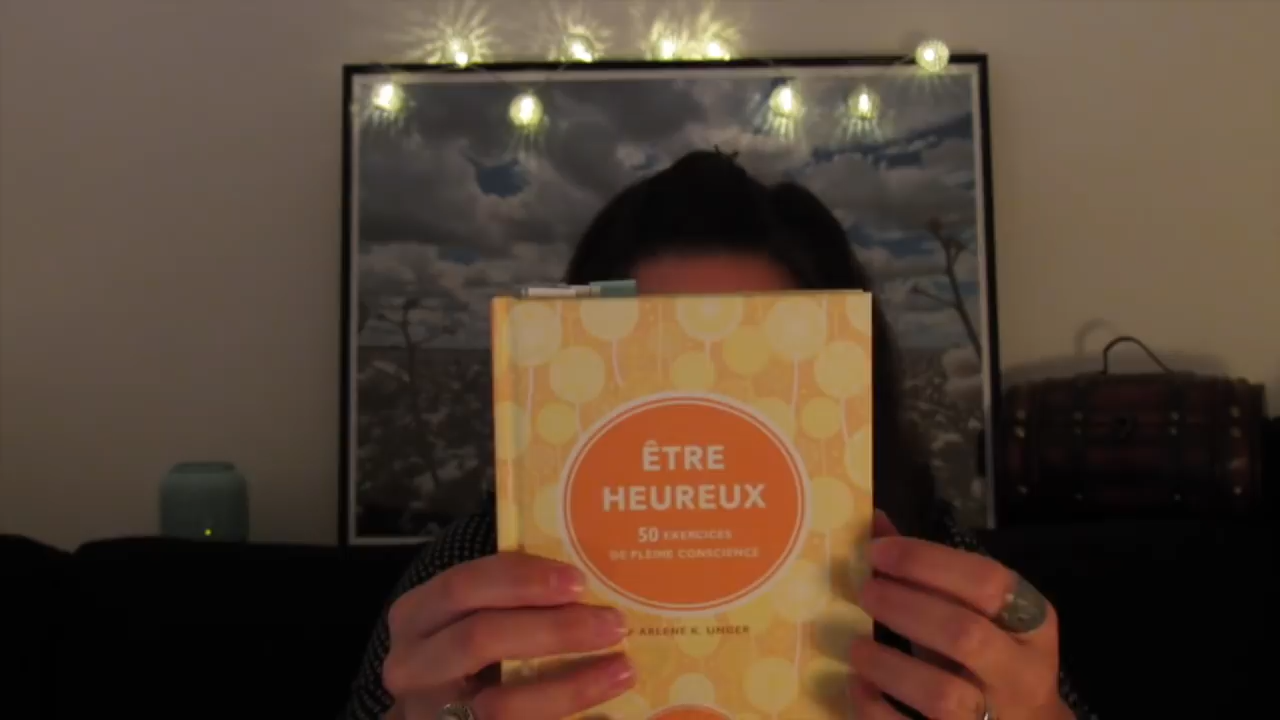 ÊTRE
HEUREUX
50 EXERCICES
DE PLEINE CONSCIENCE
ARLENE K. UNGER